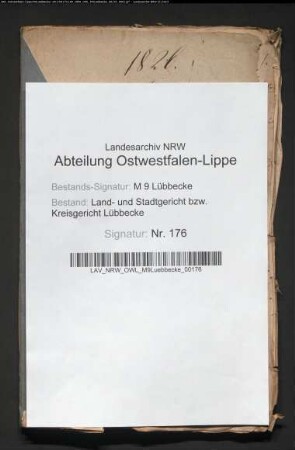 1826.
Landesarchiv NRW
Abteilung Ostwestfalen-Lippe
Bestands-Signatur: M 9 Lübbecke
Bestand: Land- und Stadtgericht bzw.
Kreisgericht Lübbecke
Signatur: Nr. 176
LAV_NRW_OWL_M9Luebbecke_00176